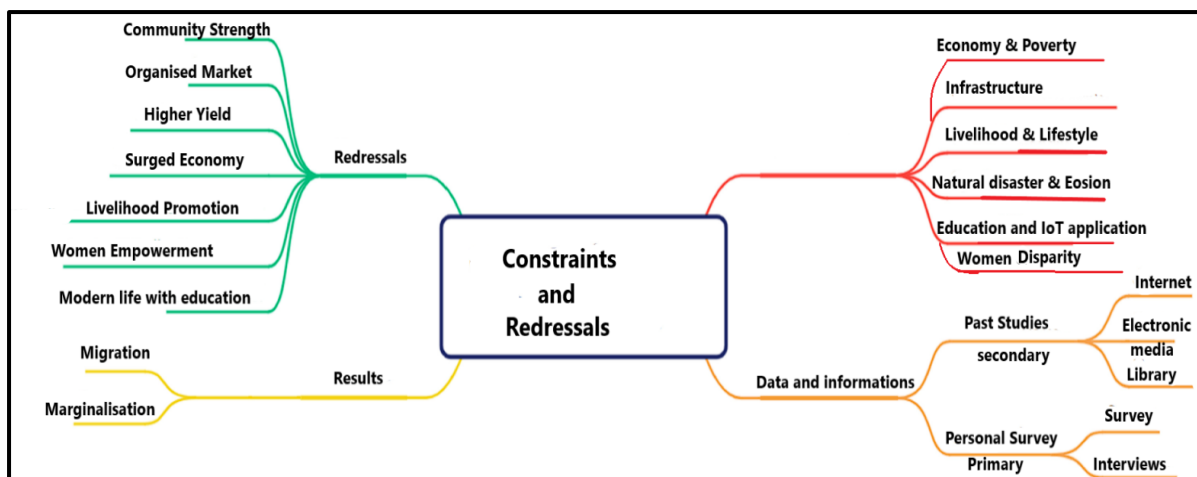 Community Strength
Organised Market
Higher Yield
Surged Economy
Livelihood Promotion
Women Empowerment
Modern life with education
Redressals
Migration
Marginalisation
Results
Constraints
and
Redressals
Economy & Poverty
Infrastructure
Livelihood & Lifestyle
Natural disaster & Eosion
Education and IoT application
Women Disparity
Data and informations
Past Studies
secondary
Internet
Electronic
media
Library
Personal Survey
Primary
Survey
Interviews